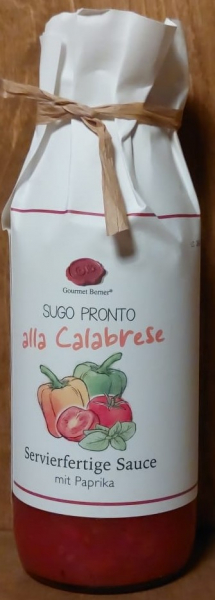 Gourmet Berner®
SUGO PRONTO
alla Calabrese
Servierfertige Sauce
mit Paprika